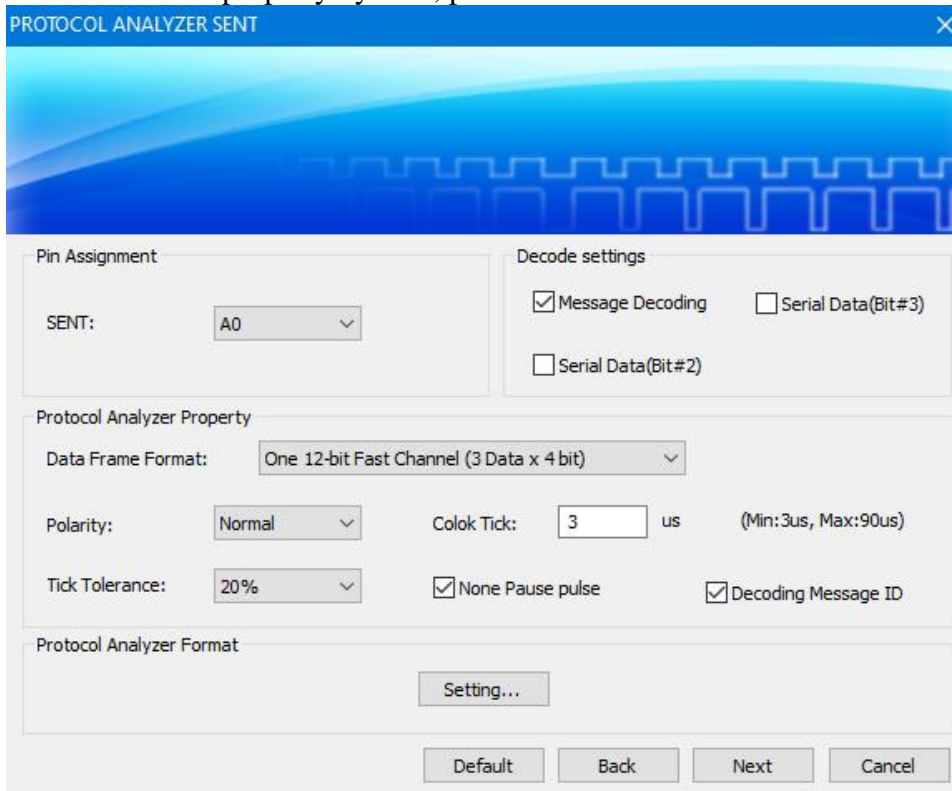 PROTOCOL ANALYZER SENT
Pin Assignment
SENT: A0
Decode settings
Message Decoding Serial Data(Bit#3)
Serial Data(Bit#2)
Protocol Analyzer Property
Data Frame Format: One 12-bit Fast Channel (3 Data x 4 bit)
Polarity: Normal Colok Tick: 3 us (Min:3us, Max:90us)
Tick Tolerance: 20% None Pause pulse Decoding Message ID
Protocol Analyzer Format
Setting...
Default Back Next Cancel